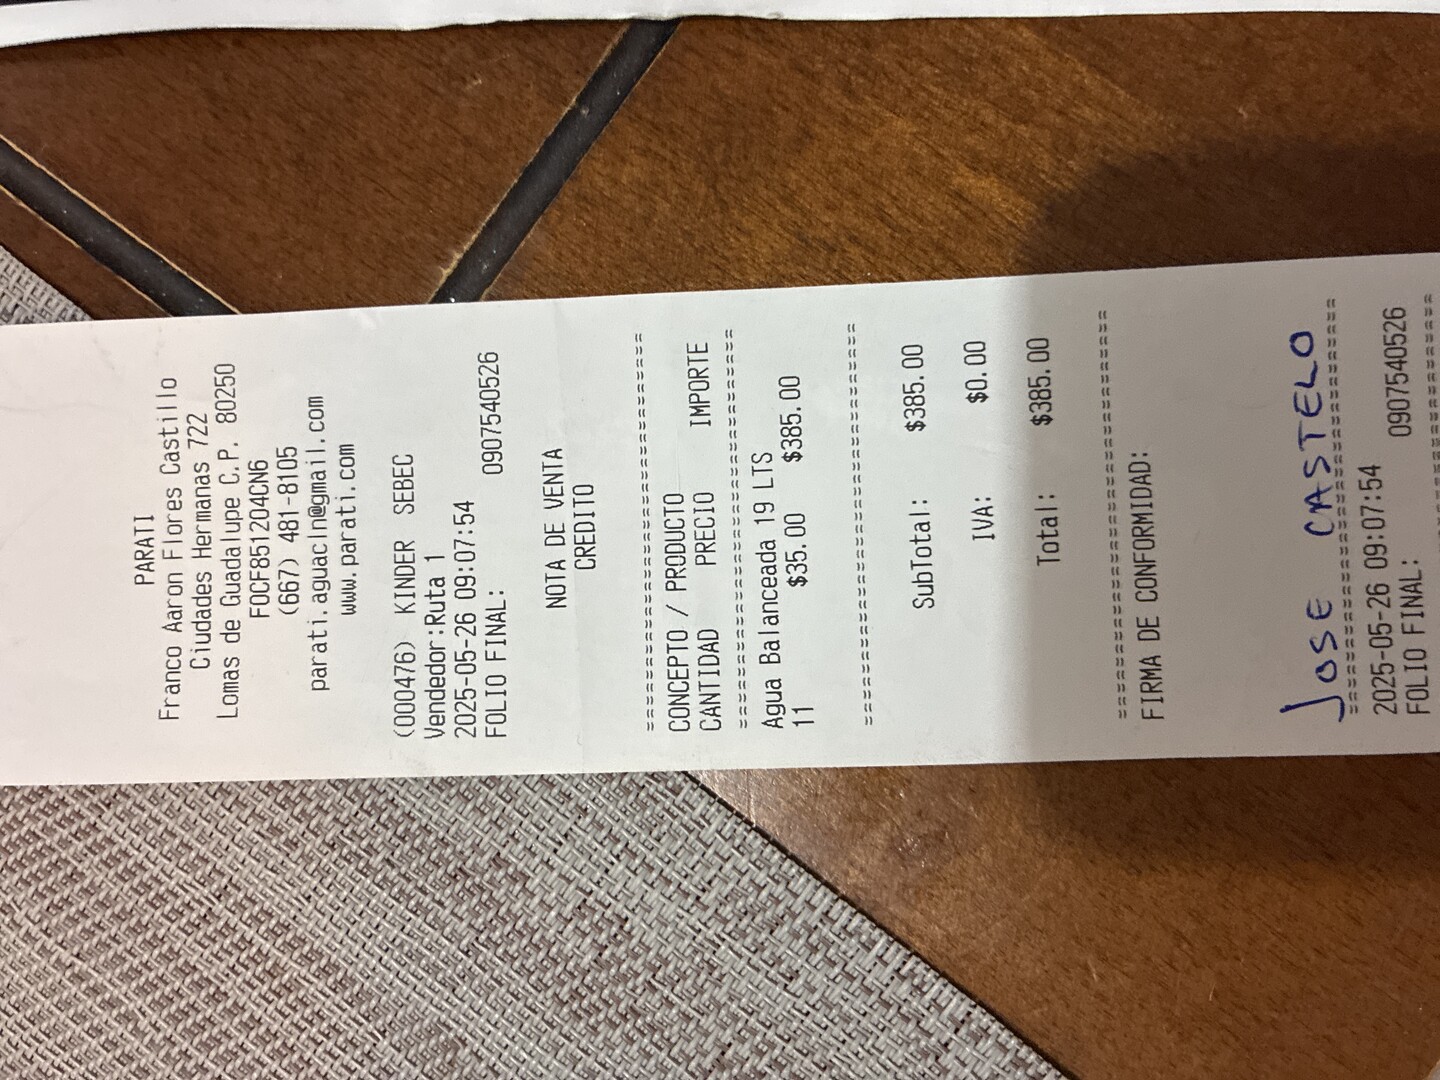 PARATI
Franco Aaron Flores Castillo
Ciudades Hermanas 722
Lomas de Guadalupe C.P. 80250
FOCF851204CN6
(667) 481-8105
parati.aguacln@gmail.com
www.parati.com
(000476) KINDER SEBEC
Vendedor:Ruta 1
2025-05-26 09:07:54
FOLIO FINAL: 0907540526
NOTA DE VENTA
CREDITO
==========================================
CONCEPTO / PRODUCTO
CANTIDAD PRECIO IMPORTE
==========================================
Agua Balanceada 19 LTS
11 $35.00 $385.00
==========================================
SubTotal: $385.00
IVA: $0.00
Total: $385.00
==========================================
FIRMA DE CONFORMIDAD:
JOSE CASTELO
==========================================
2025-05-26 09:07:54
FOLIO FINAL: 0907540526
==========================================